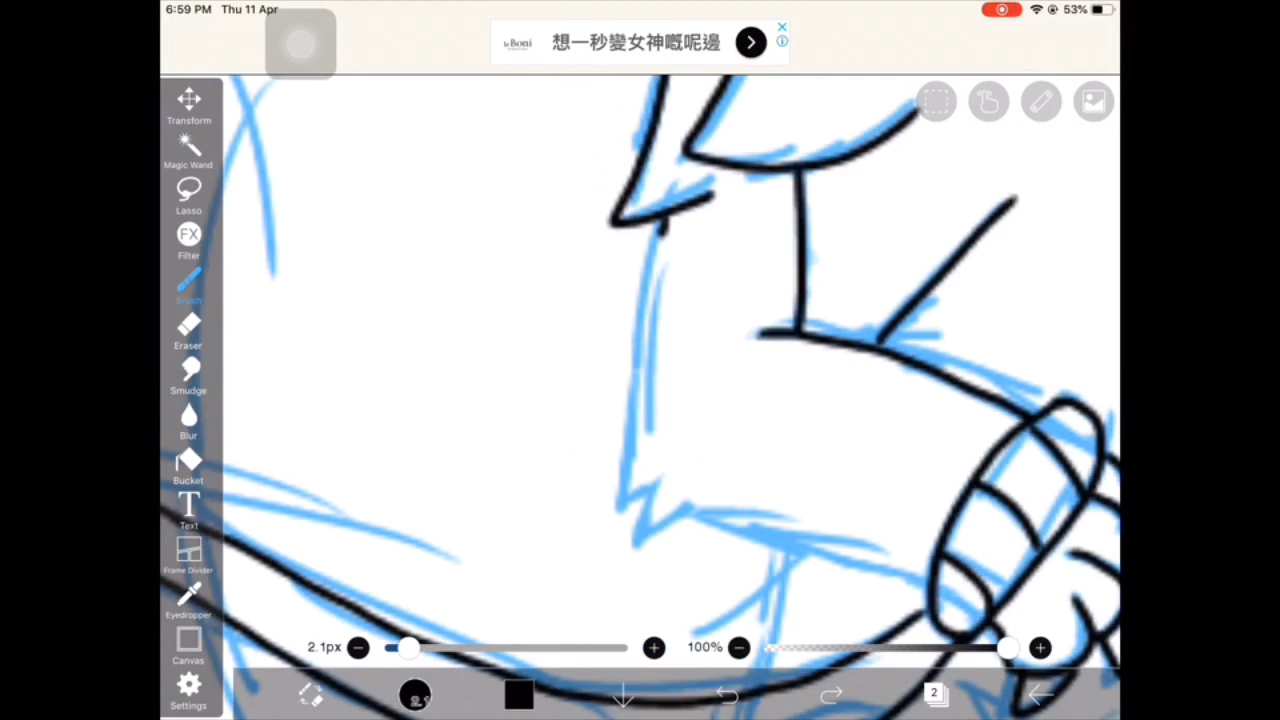 6:59 PM Thu 11 Apr
53%
le Boni
想一秒變女神嘅呢邊
Transform
Magic Wand
Lasso
FX
Filter
Brush
Eraser
Smudge
Blur
Bucket
T
Text
Frame Divider
Eyedropper
Canvas
Settings
2.1px
100%
2.1
2